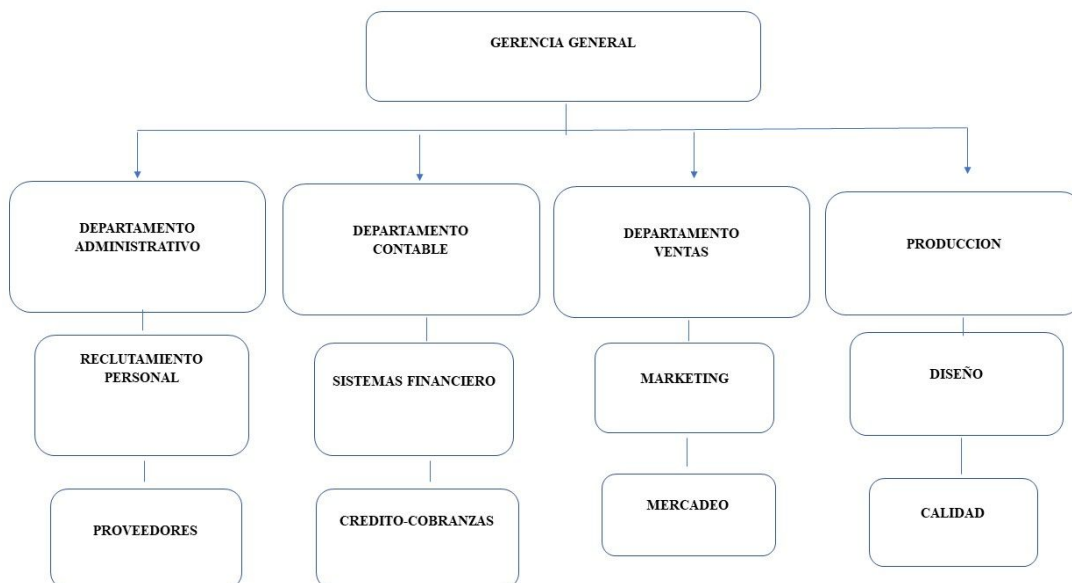 GERENCIA GENERAL
DEPARTAMENTO
ADMINISTRATIVO
DEPARTAMENTO
CONTABLE
DEPARTAMENTO
VENTAS
PRODUCCION
RECLUTAMIENTO
PERSONAL
SISTEMAS FINANCIERO
MARKETING
DISEÑO
PROVEEDORES
CREDITO-COBRANZAS
MERCADEO
CALIDAD